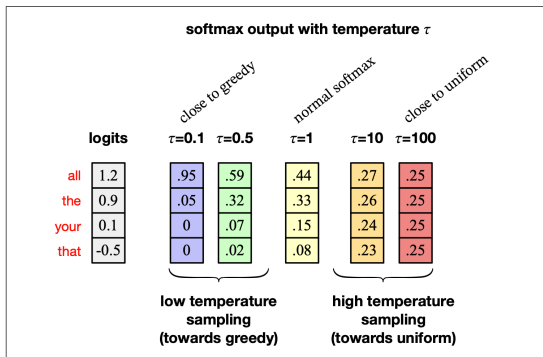 softmax output with temperature τ
close to greedy
normal softmax
close to uniform
logits τ=0.1 τ=0.5 τ=1 τ=10 τ=100
all 1.2 .95 .59 .44 .27 .25
the 0.9 .05 .32 .33 .26 .25
your 0.1 0 .07 .15 .24 .25
that -0.5 0 .02 .08 .23 .25
low temperature
sampling
(towards greedy)
high temperature
sampling
(towards uniform)